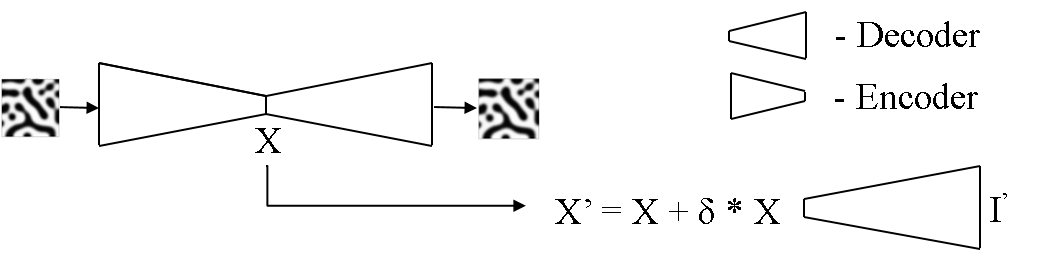 - Decoder
- Encoder
X
X' = X + δ * X
I'